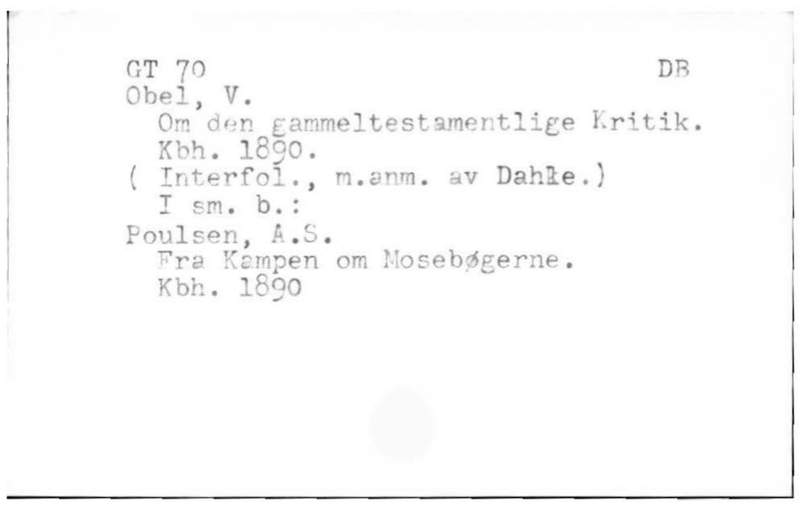 GT 70 DB
Obel, V.
Om den gammeltestamentlige Kritik.
Kbh. 1890.
( Interfol., m.anm. av Dahle.)
I sm. b.:
Poulsen, A.S.
Fra Kampen om Mosebøgerne.
Kbh. 1890